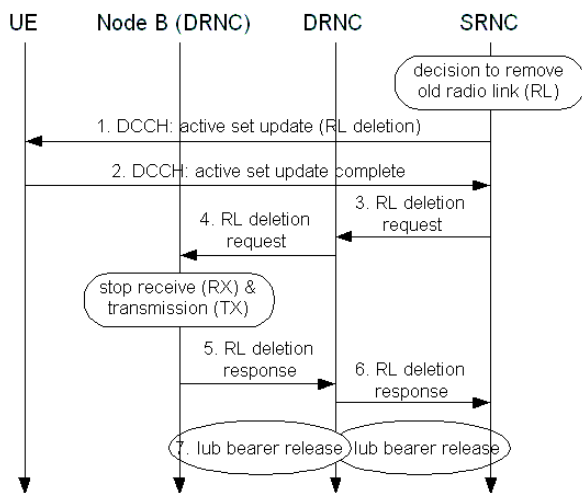 UE Node B (DRNC) DRNC SRNC
decision to remove
old radio link (RL)
1. DCCH: active set update (RL deletion)
2. DCCH: active set update complete
3. RL deletion
request
4. RL deletion
request
stop receive (RX) &
transmission (TX)
5. RL deletion
response
6. RL deletion
response
7. Iub bearer release
Iub bearer release